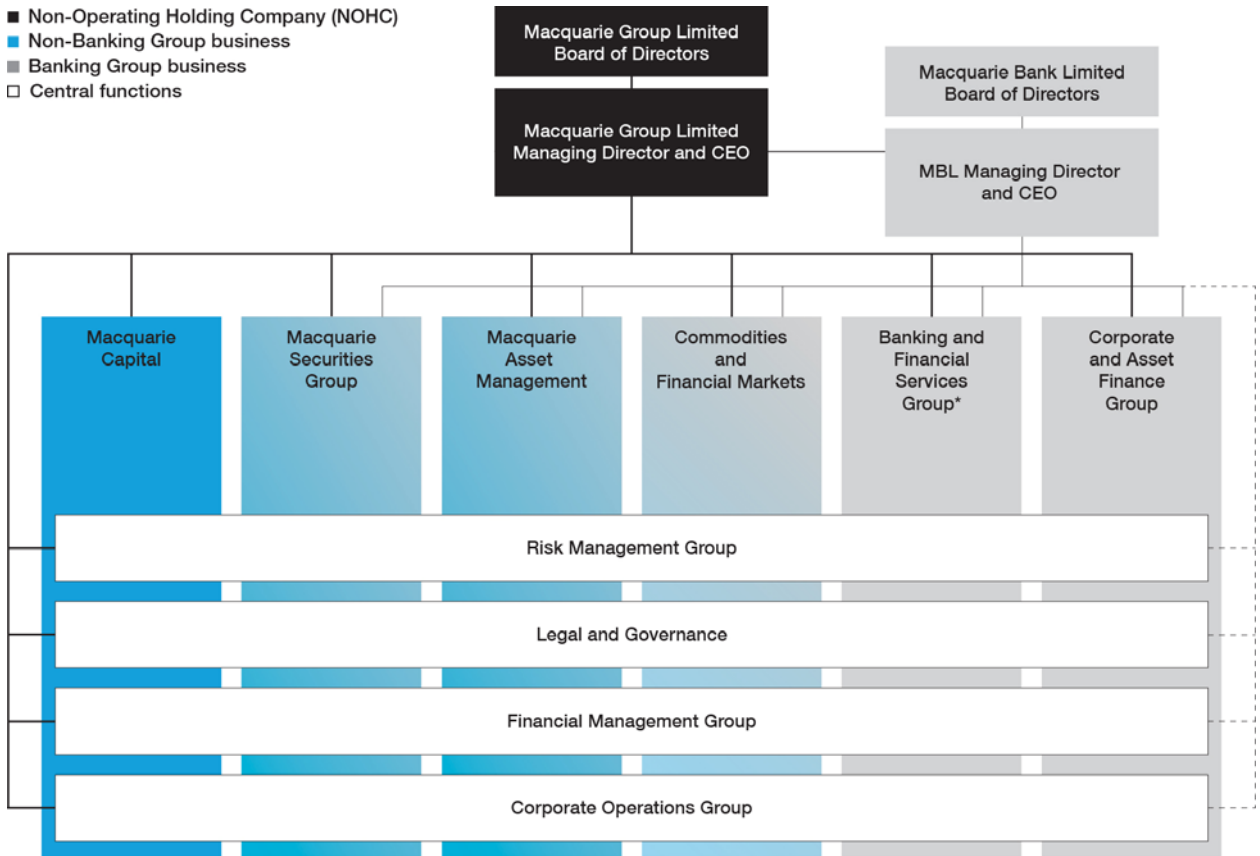 Non-Operating Holding Company (NOHC)
Non-Banking Group business
Banking Group business
Central functions
Macquarie Group Limited
Board of Directors
Macquarie Bank Limited
Board of Directors
Macquarie Group Limited
Managing Director and CEO
MBL Managing Director
and CEO
Macquarie
Capital
Macquarie
Securities
Group
Macquarie
Asset
Management
Commodities
and
Financial Markets
Banking and
Financial
Services
Group*
Corporate
and Asset
Finance
Group
Risk Management Group
Legal and Governance
Financial Management Group
Corporate Operations Group